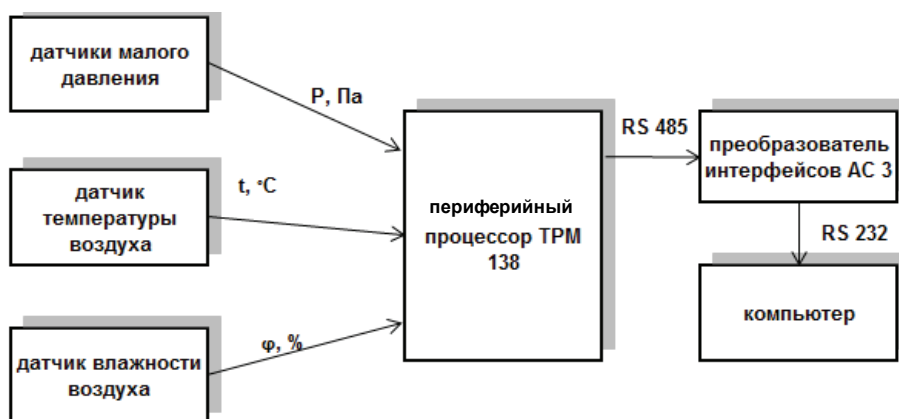 датчики малого
давления
P, Па
датчик
температуры
воздуха
t, °C
датчик влажности
воздуха
φ, %
периферийный
процессор ТРМ
138
RS 485
преобразователь
интерфейсов АС 3
RS 232
компьютер